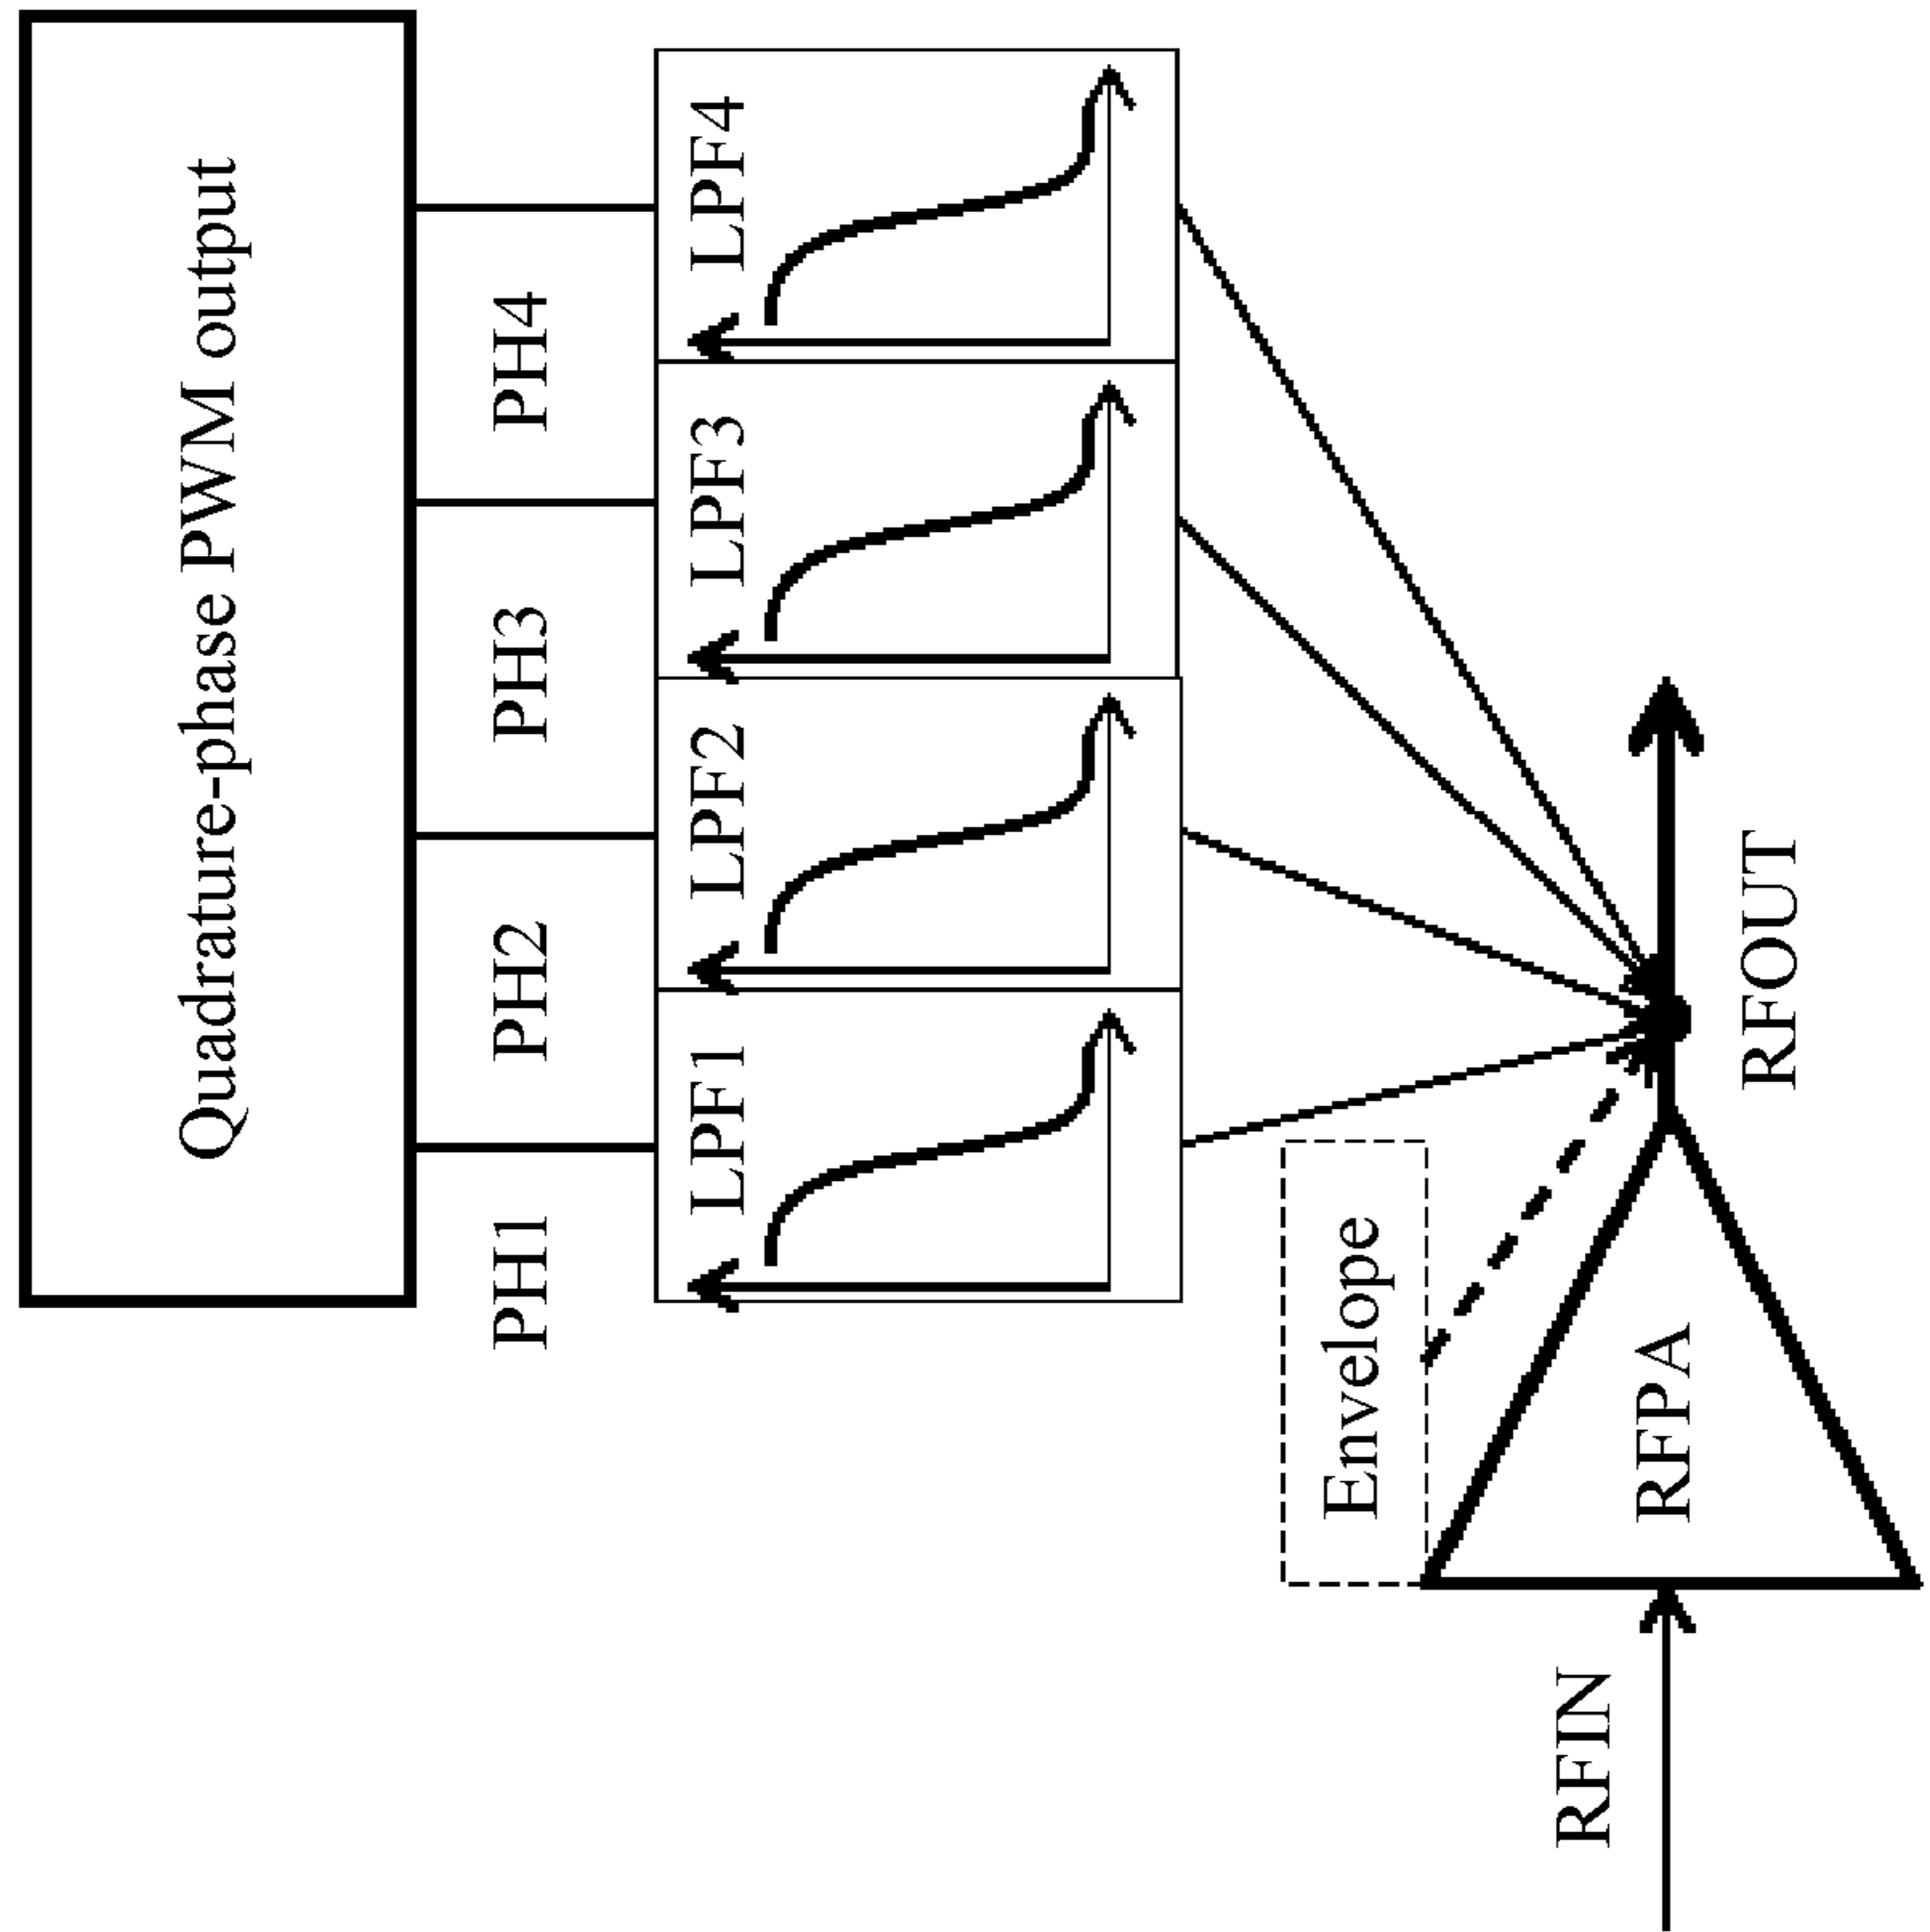 Quadrature-phase PWM output
PH1
PH2
PH3
PH4
LPF1
LPF2
LPF3
LPF4
Envelope
RFIN
RFPA
RFOUT